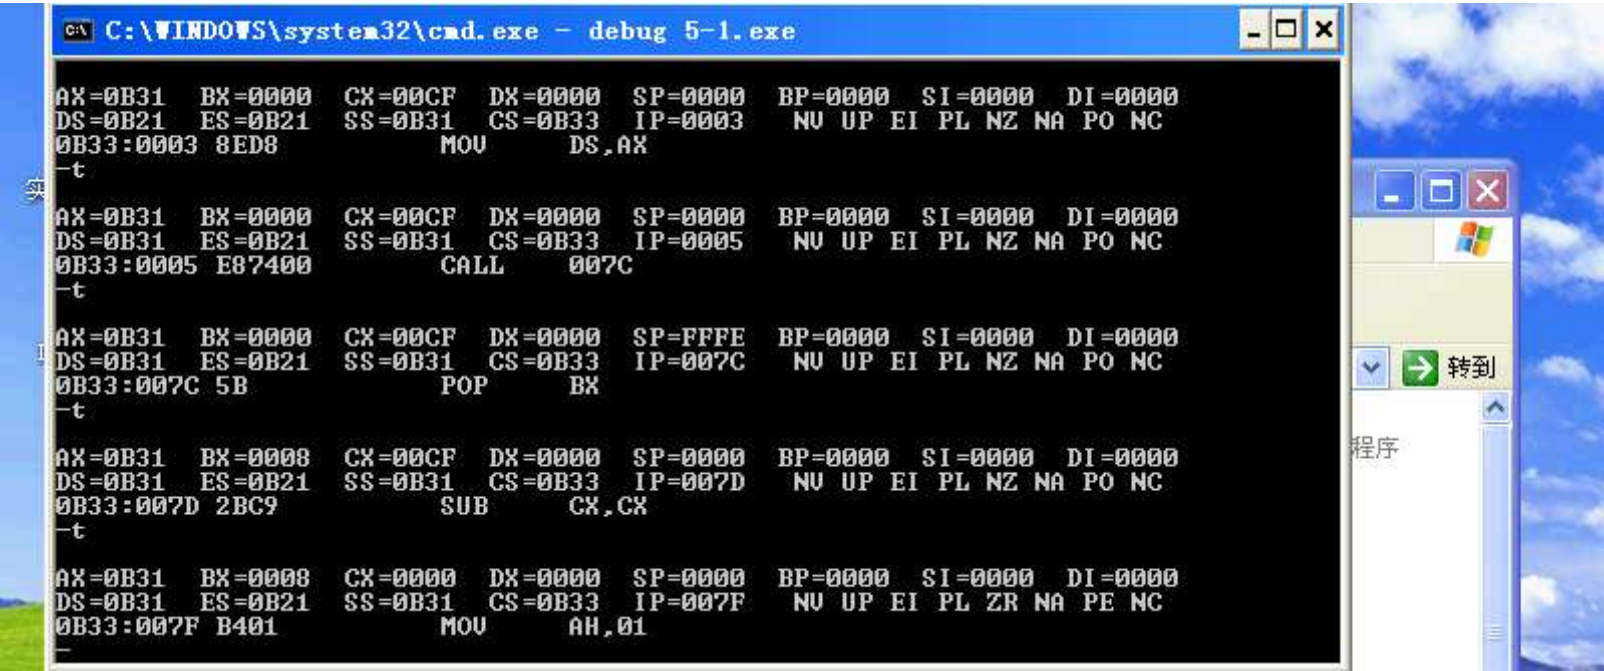 C:\WINDOWS\system32\cmd.exe - debug 5-1.exe
AX=0B31 BX=0000 CX=00CF DX=0000 SP=0000 BP=0000 SI=0000 DI=0000
DS=0B21 ES=0B21 SS=0B31 CS=0B33 IP=0003 NV UP EI PL NZ NA PO NC
0B33:0003 8ED8 MOV DS,AX
-t
AX=0B31 BX=0000 CX=00CF DX=0000 SP=0000 BP=0000 SI=0000 DI=0000
DS=0B31 ES=0B21 SS=0B31 CS=0B33 IP=0005 NV UP EI PL NZ NA PO NC
0B33:0005 E87400 CALL 007C
-t
AX=0B31 BX=0000 CX=00CF DX=0000 SP=FFFE BP=0000 SI=0000 DI=0000
DS=0B31 ES=0B21 SS=0B31 CS=0B33 IP=007C NV UP EI PL NZ NA PO NC
0B33:007C 5B POP BX
-t
AX=0B31 BX=0008 CX=00CF DX=0000 SP=0000 BP=0000 SI=0000 DI=0000
DS=0B31 ES=0B21 SS=0B31 CS=0B33 IP=007D NV UP EI PL NZ NA PO NC
0B33:007D 2BC9 SUB CX,CX
-t
AX=0B31 BX=0008 CX=0000 DX=0000 SP=0000 BP=0000 SI=0000 DI=0000
DS=0B31 ES=0B21 SS=0B31 CS=0B33 IP=007F NV UP EI PL ZR NA PE NC
0B33:007F B401 MOV AH,01
-
实
转到
程序